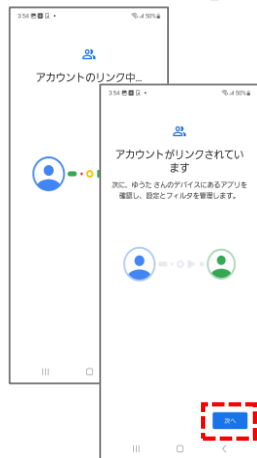 3:54
50%
アカウントのリンク中...
3:54
50%
アカウントがリンクされてい
ます
次に、ゆうた さんのデバイスにあるアプリを
確認し、設定とフィルタを管理します。
次へ